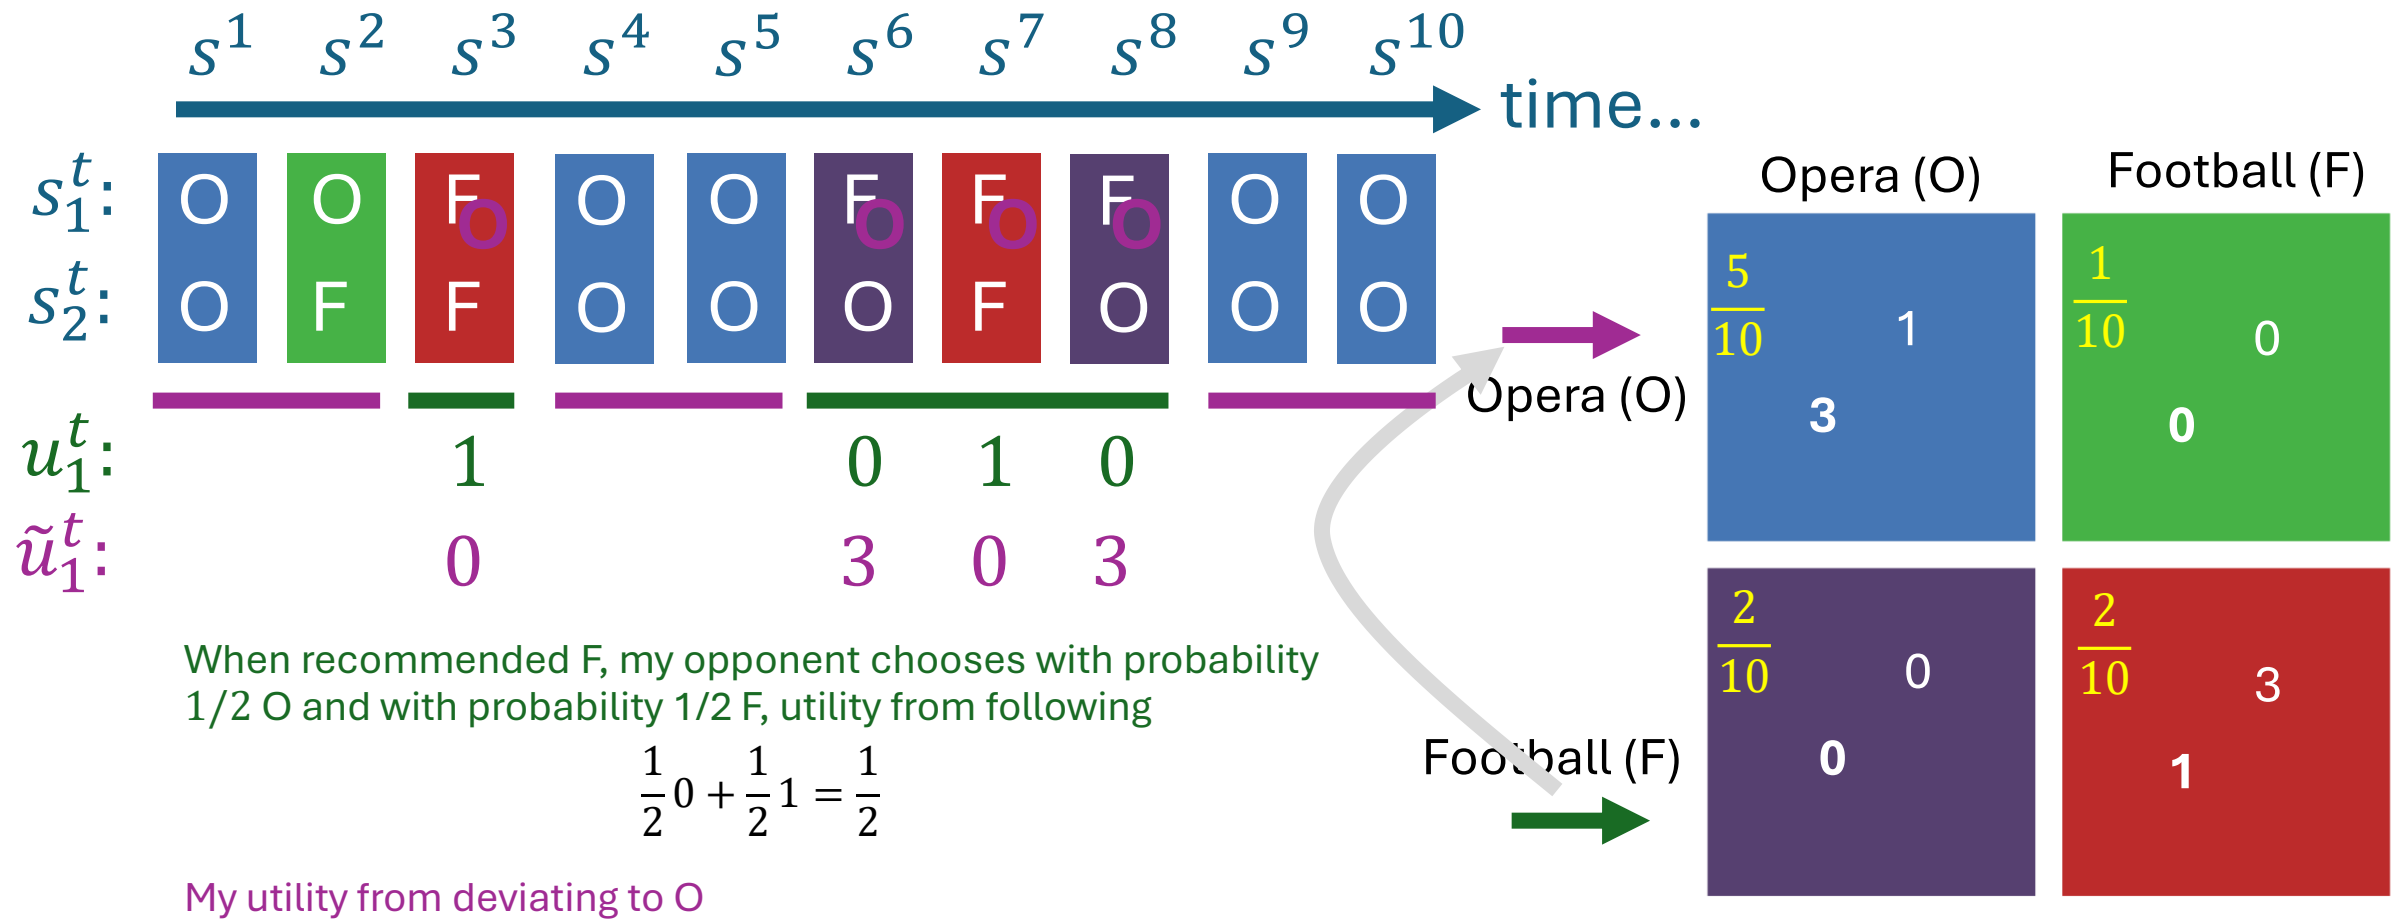 s¹ s² s³ s⁴ s⁵ s⁶ s⁷ s⁸ s⁹ s¹⁰
time...
s₁ᵗ: O O F O O O F O F O F O O O
s₂ᵗ: O F F O O O F O O O
u₁ᵗ: 1 0 1 0
ũ₁ᵗ: 0 3 0 3
When recommended F, my opponent chooses with probability
1/2 O and with probability 1/2 F, utility from following
1/2 0 + 1/2 1 = 1/2
My utility from deviating to O
Opera (O) Football (F)
Opera (O)
5/10 1
3
1/10 0
0
Football (F)
2/10 0
0
2/10 3
1